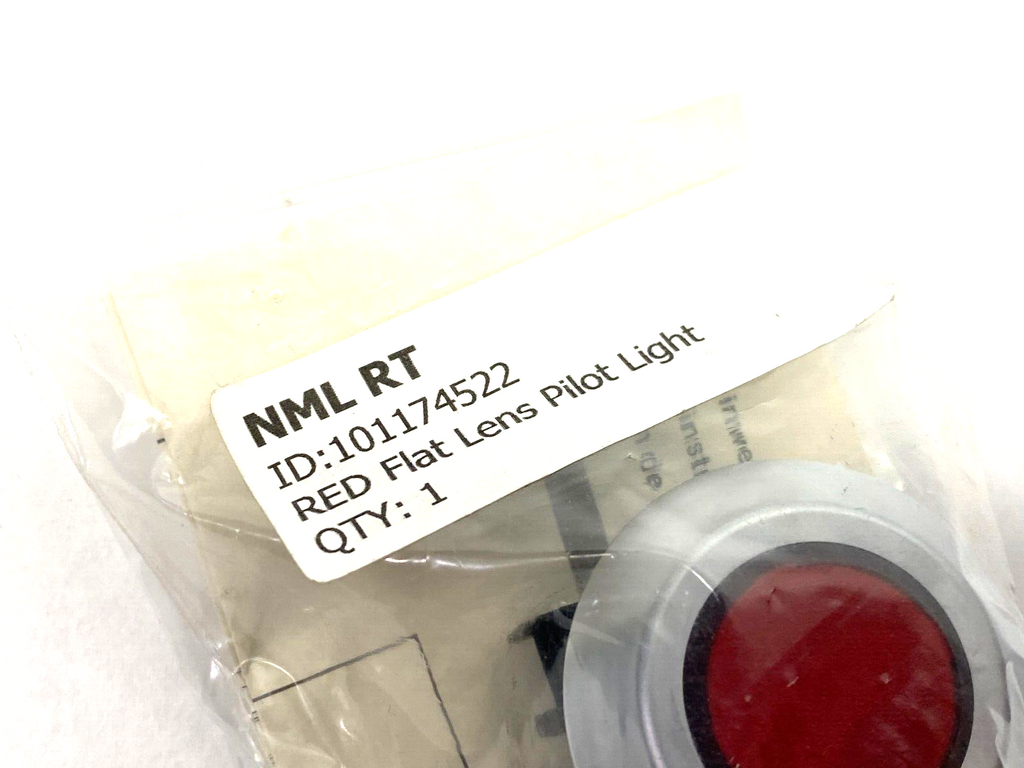 NML RT
ID:101174522
RED Flat Lens Pilot Light
QTY: 1